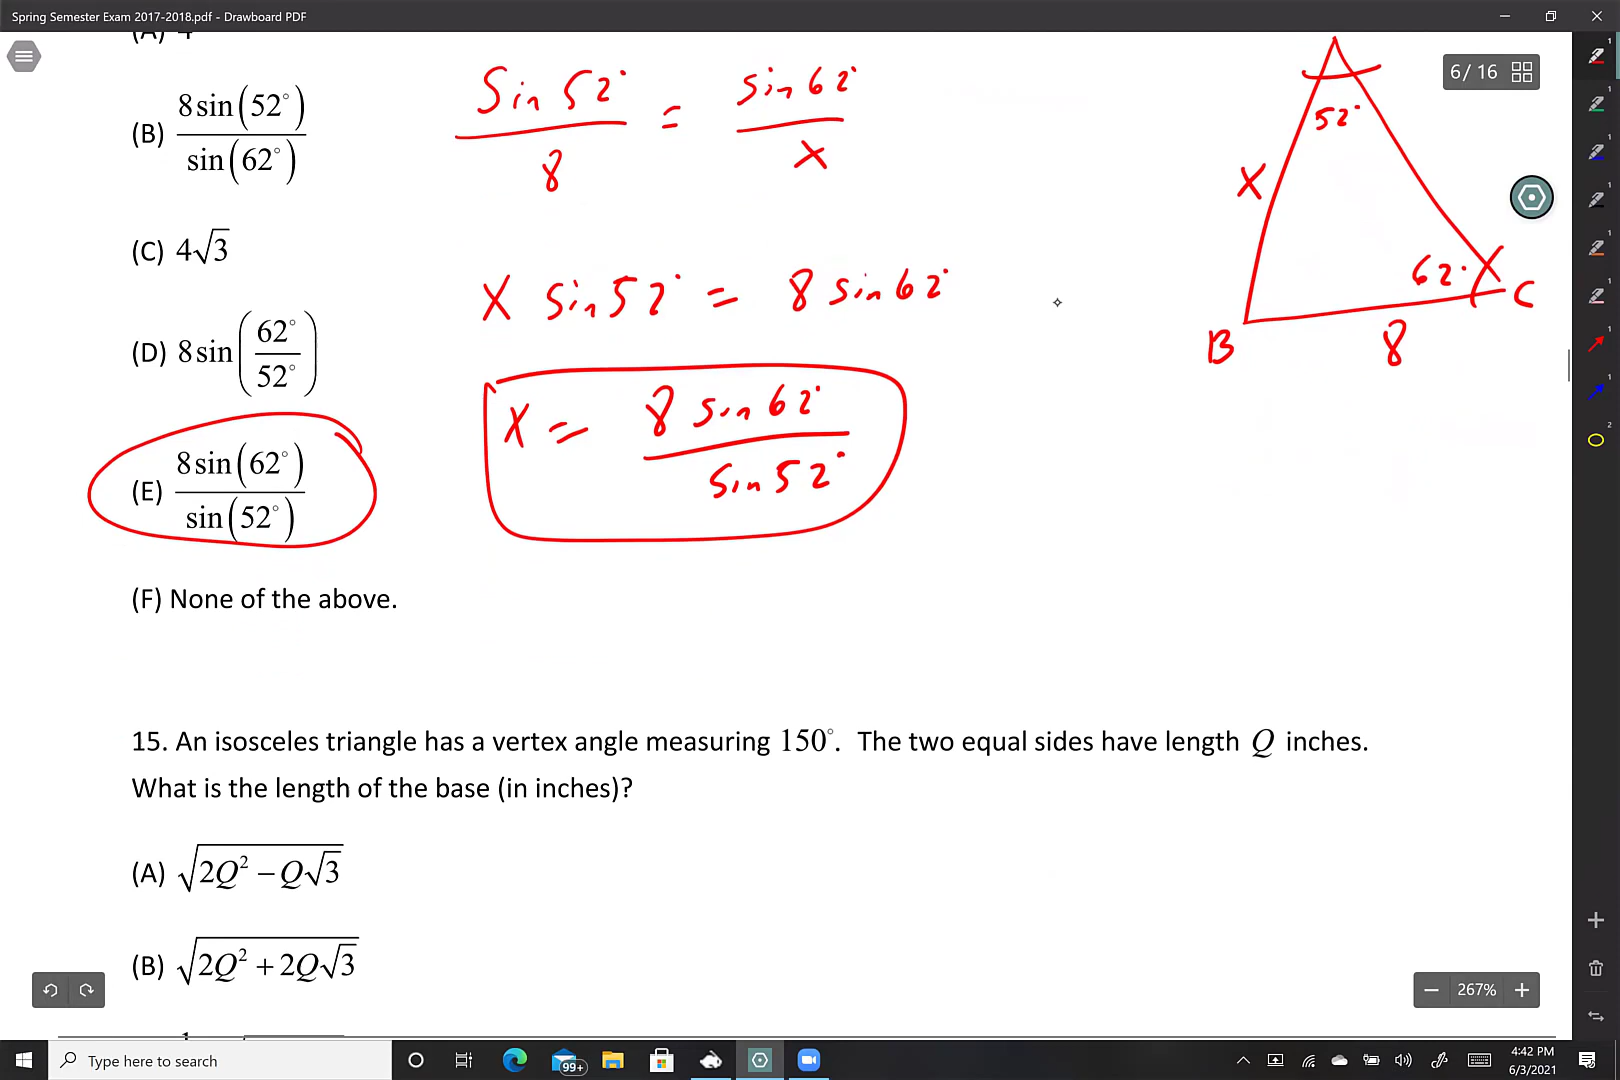 Spring Semester Exam 2017-2018.pdf - Drawboard PDF
6 / 16
(A) 4
(B) 8sin(52°)/sin(62°)
sin 52°/8 = sin 62°/x
52°
x
62°
C
B
8
(C) 4√3
x sin 52° = 8 sin 62°
(D) 8sin(62°/52°)
x = 8 sin 62°/sin 52°
(E) 8sin(62°)/sin(52°)
(F) None of the above.
15. An isosceles triangle has a vertex angle measuring 150°. The two equal sides have length Q inches.
What is the length of the base (in inches)?
(A) √(2Q² − Q√3)
(B) √(2Q² + 2Q√3)
267%
Type here to search
99+
4:42 PM
6/3/2021